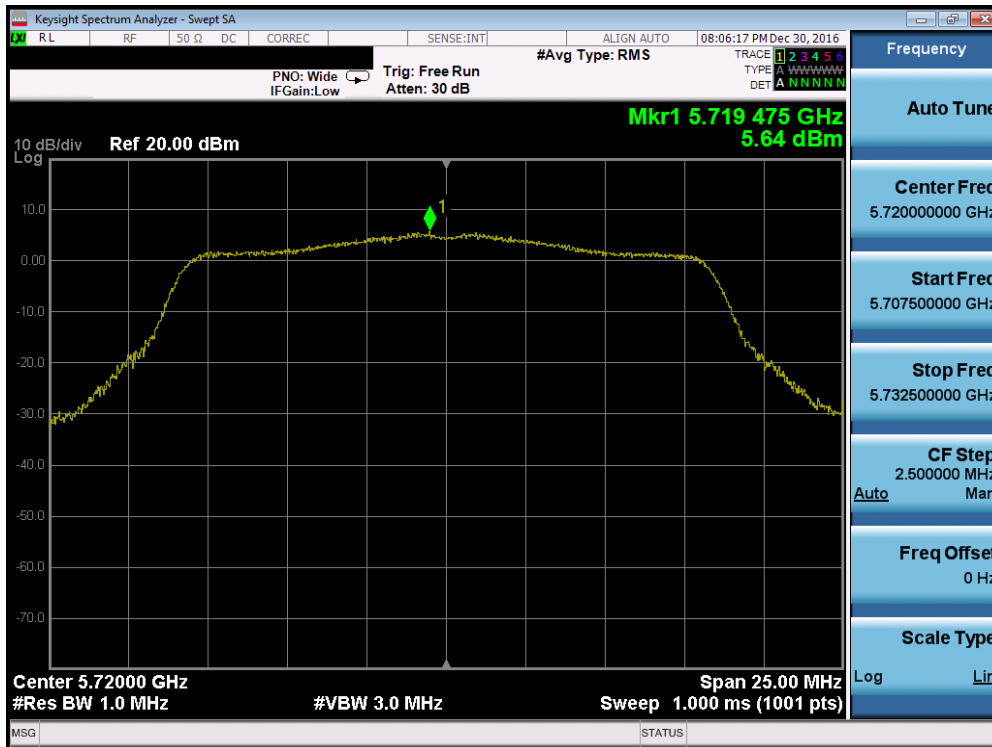 Keysight Spectrum Analyzer - Swept SA
LXI RL RF 50 Ω DC CORREC SENSE:INT ALIGN AUTO 08:06:17 PM Dec 30, 2016
#Avg Type: RMS
TRACE 1 2 3 4 5 6
PNO: Wide Trig: Free Run
TYPE A WWWWW
IFGain:Low Atten: 30 dB
DET A N N N N N
Mkr1 5.719 475 GHz
5.64 dBm
10 dB/div Ref 20.00 dBm
Log
1
10.0
0.00
-10.0
-20.0
-30.0
-40.0
-50.0
-60.0
-70.0
Center 5.72000 GHz Span 25.00 MHz
#Res BW 1.0 MHz #VBW 3.0 MHz Sweep 1.000 ms (1001 pts)
MSG STATUS
Frequency
Auto Tune
Center Freq
5.720000000 GHz
Start Freq
5.707500000 GHz
Stop Freq
5.732500000 GHz
CF Step
2.500000 MHz
Auto Man
Freq Offset
0 Hz
Scale Type
Log Lin